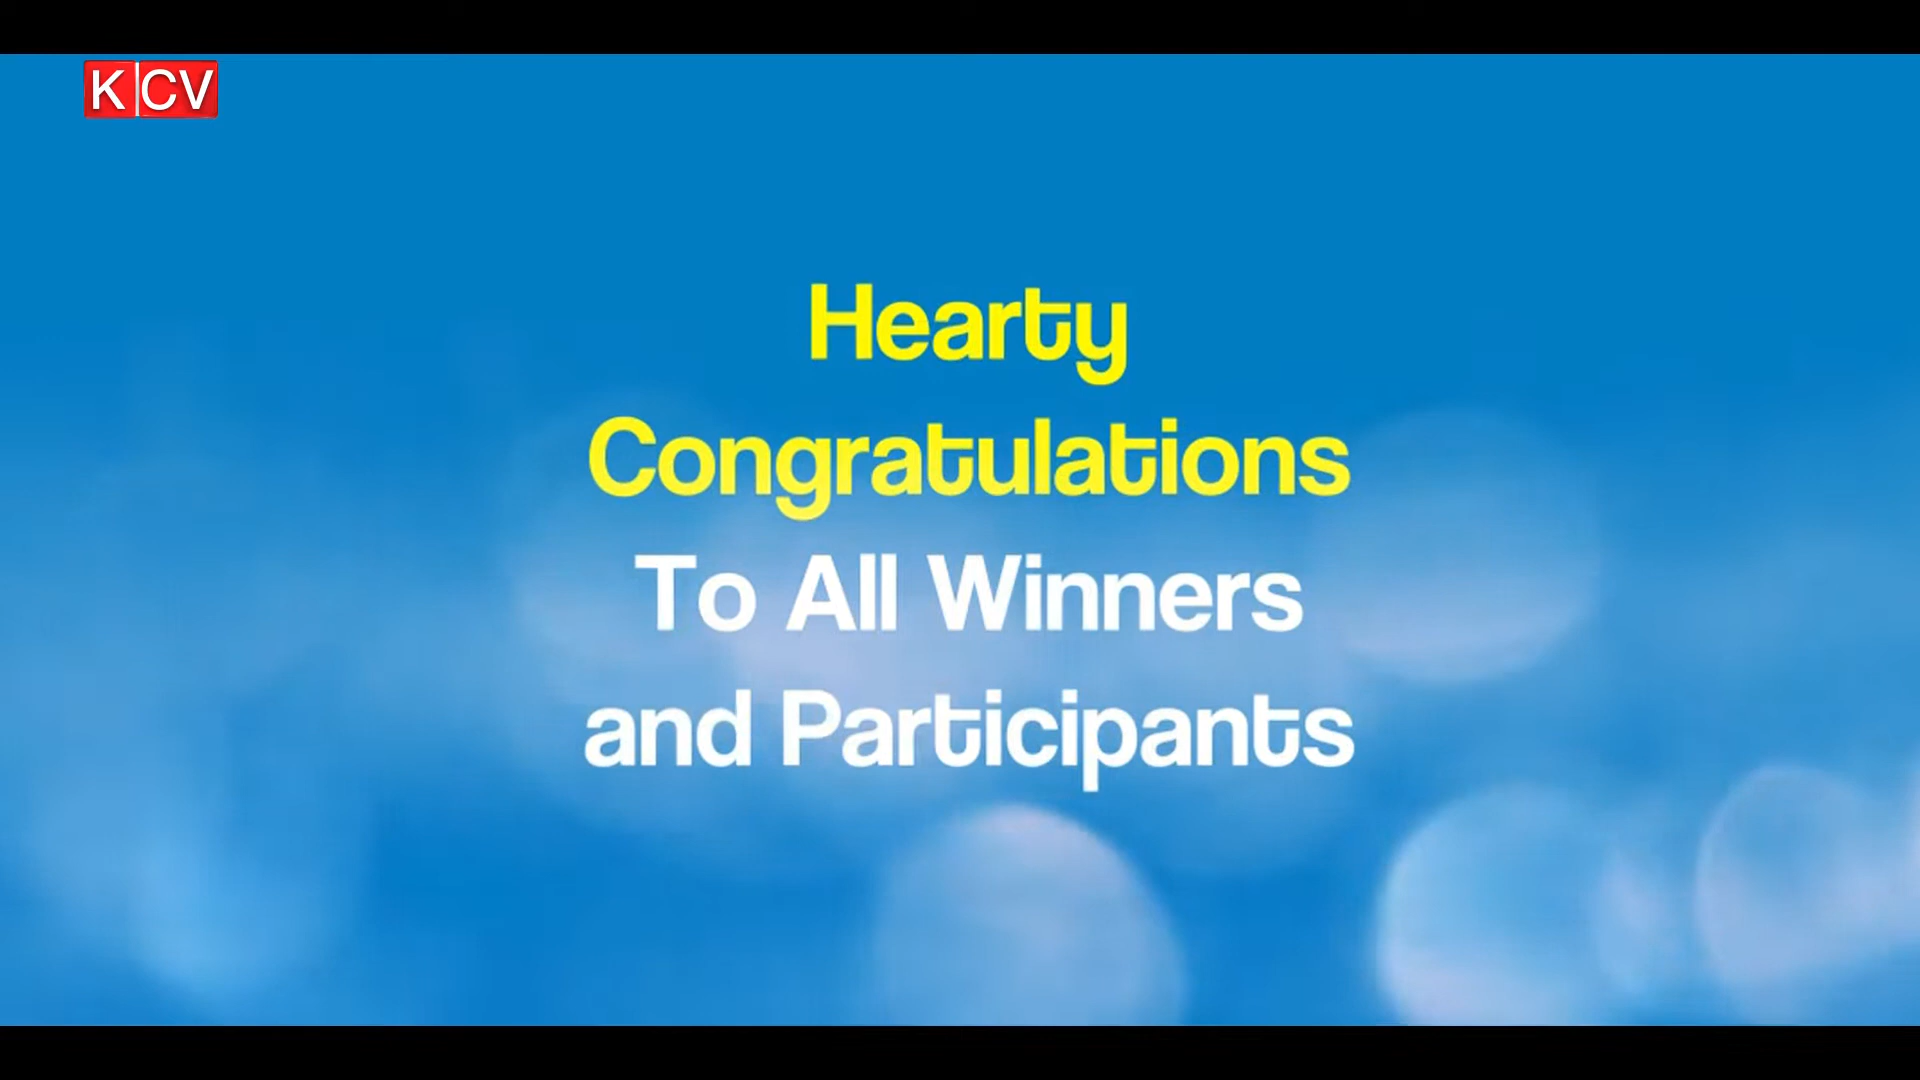 KCV
Hearty
Congratulations
To All Winners
and Participants